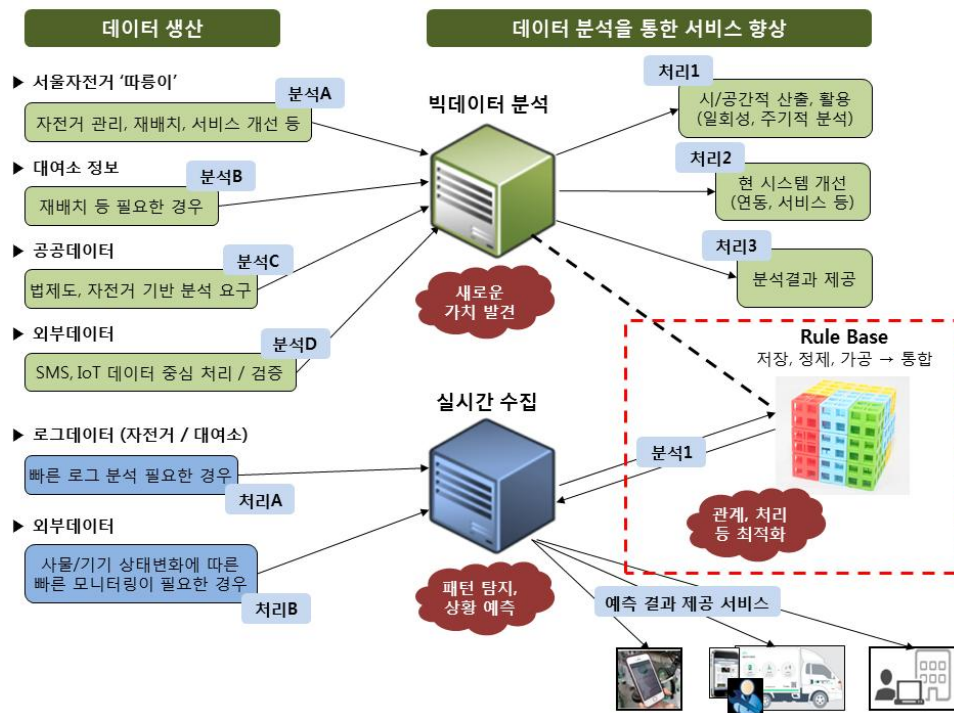 데이터 생산
데이터 분석을 통한 서비스 향상
▶ 서울자전거 '따릉이'
분석A
자전거 관리, 재배치, 서비스 개선 등
▶ 대여소 정보
분석B
재배치 등 필요한 경우
▶ 공공데이터
분석C
법제도, 자전거 기반 분석 요구
▶ 외부데이터
분석D
SMS, IoT 데이터 중심 처리 / 검증
▶ 로그데이터 (자전거 / 대여소)
빠른 로그 분석 필요한 경우
처리A
▶ 외부데이터
사물/기기 상태변화에 따른
빠른 모니터링이 필요한 경우
처리B
빅데이터 분석
새로운
가치 발견
실시간 수집
패턴 탐지,
상황 예측
처리1
시/공간적 산출, 활용
(일회성, 주기적 분석)
처리2
현 시스템 개선
(연동, 서비스 등)
처리3
분석결과 제공
Rule Base
저장, 정제, 가공 → 통합
분석1
관계, 처리
등 최적화
예측 결과 제공 서비스